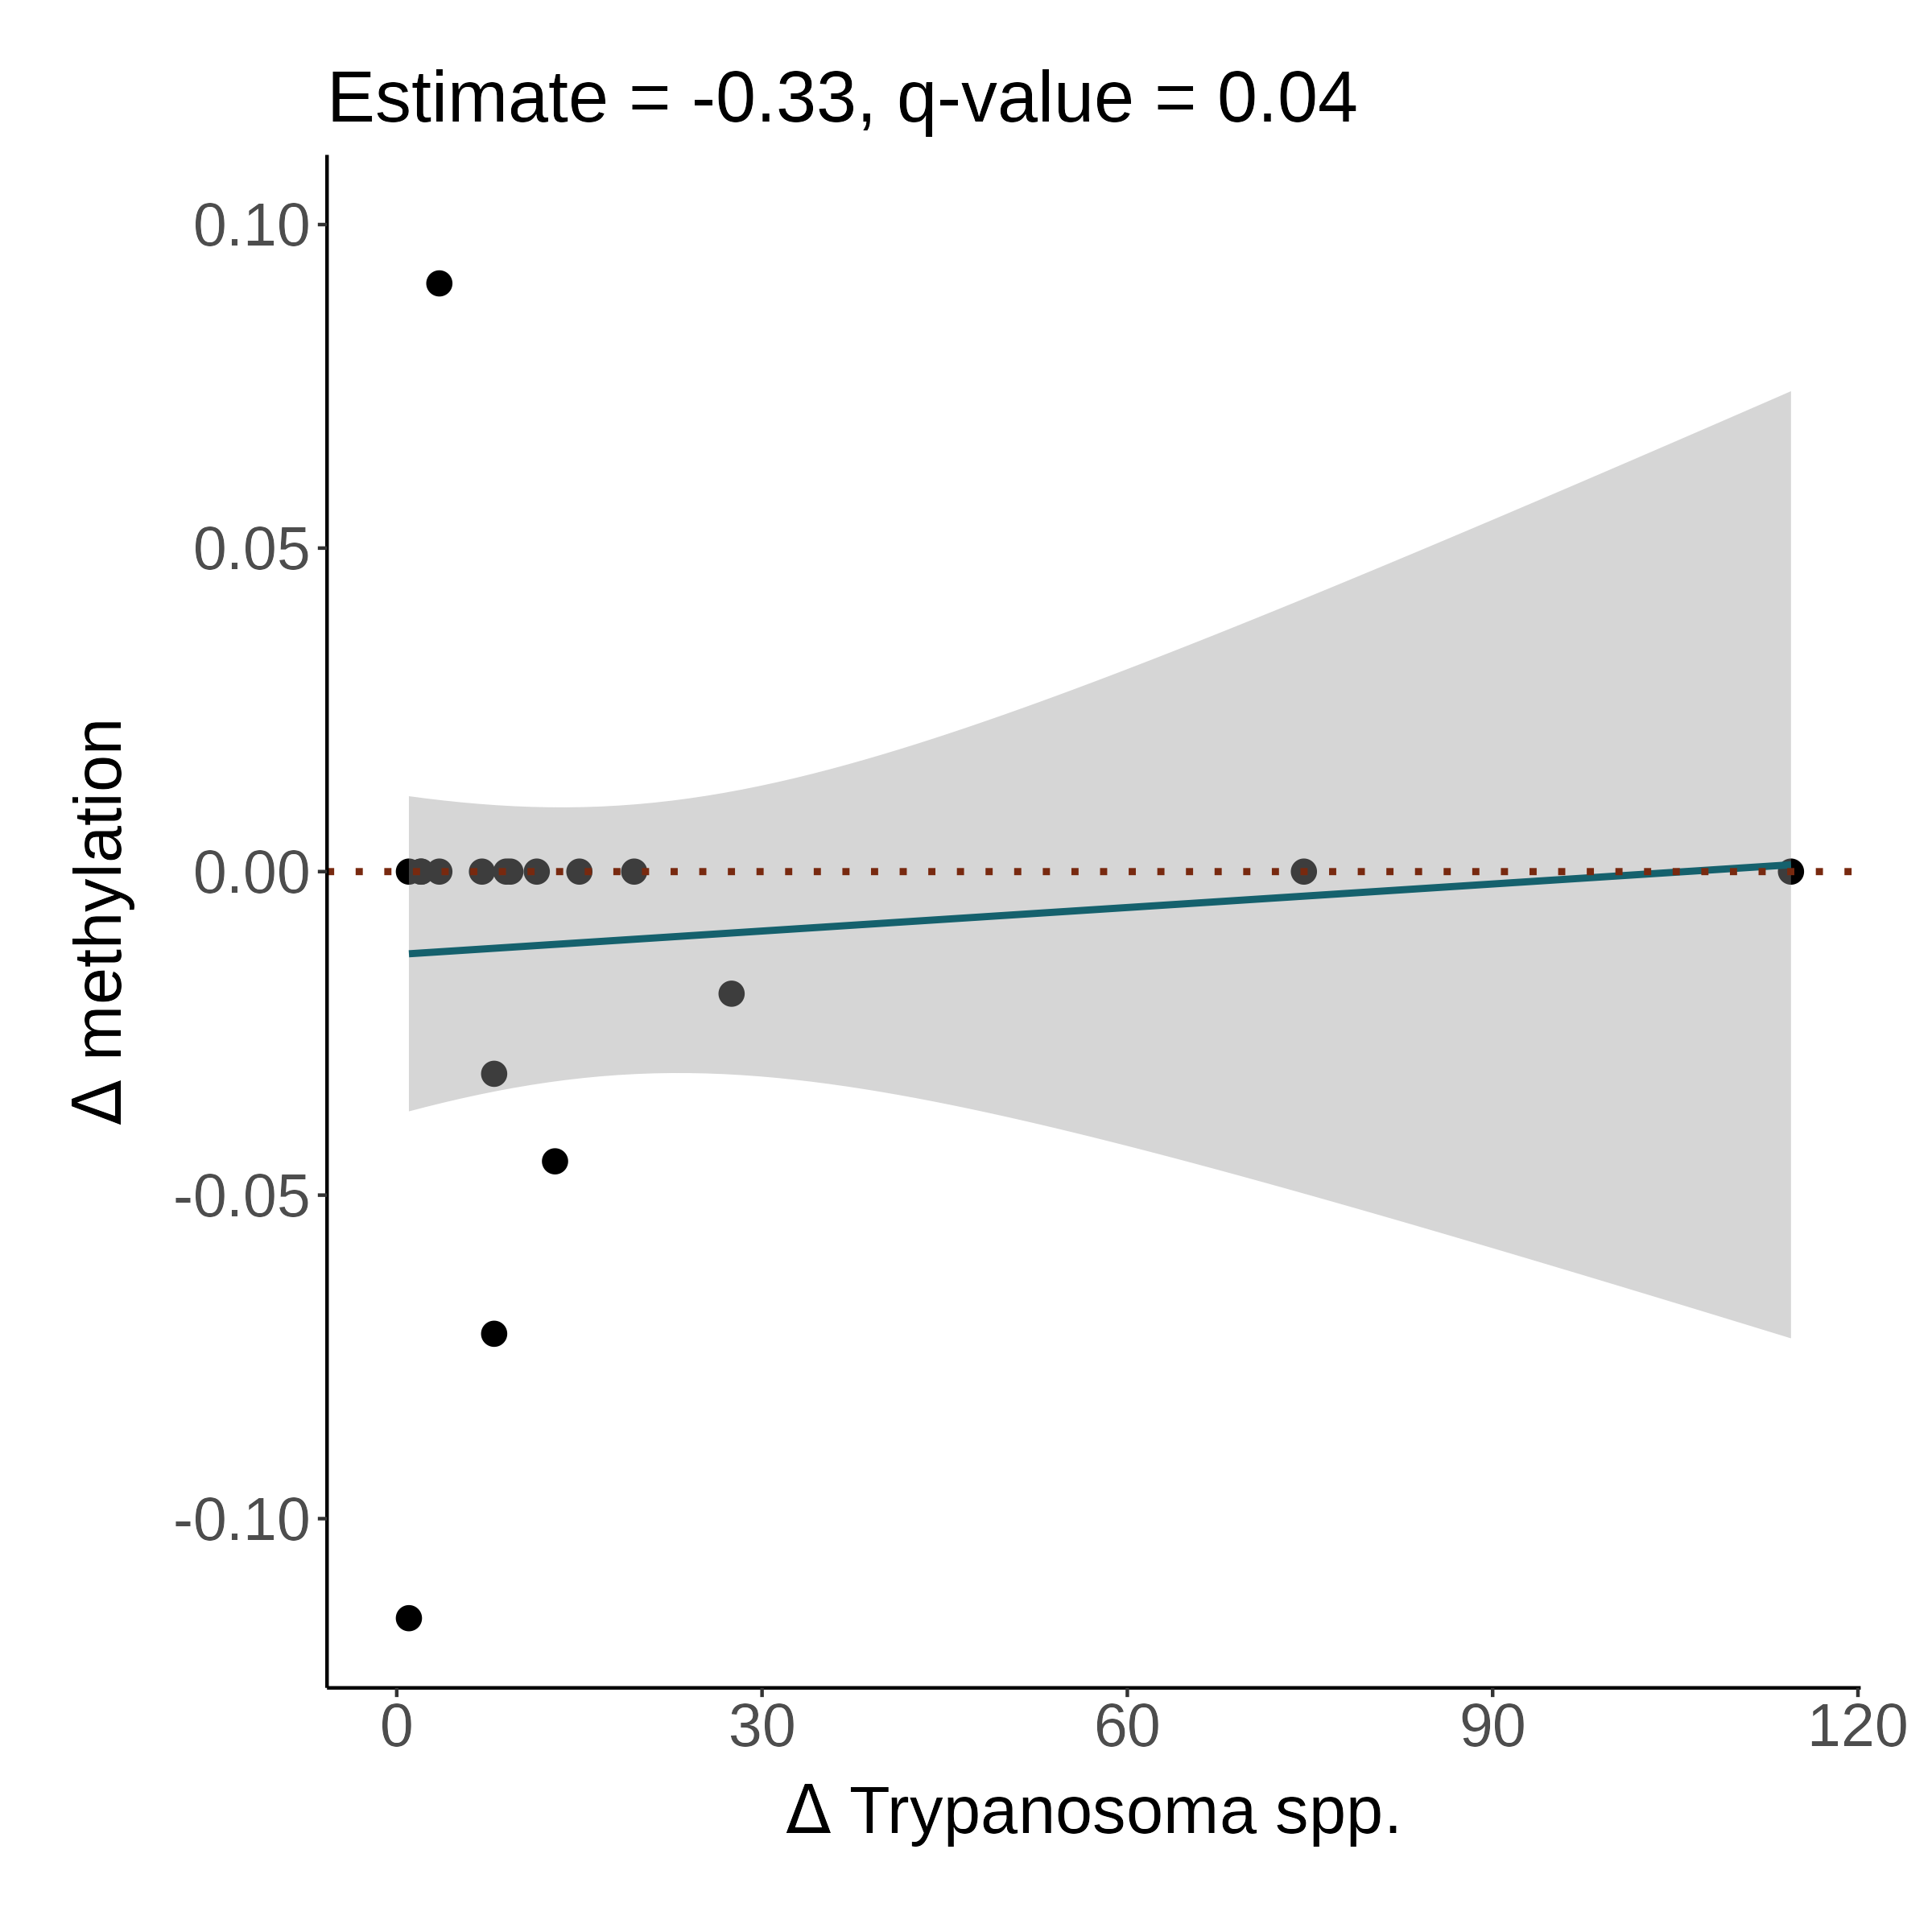 Estimate = -0.33, q-value = 0.04
0.10
0.05
0.00
-0.05
-0.10
Δ methylation
0 30 60 90 120
Δ Trypanosoma spp.